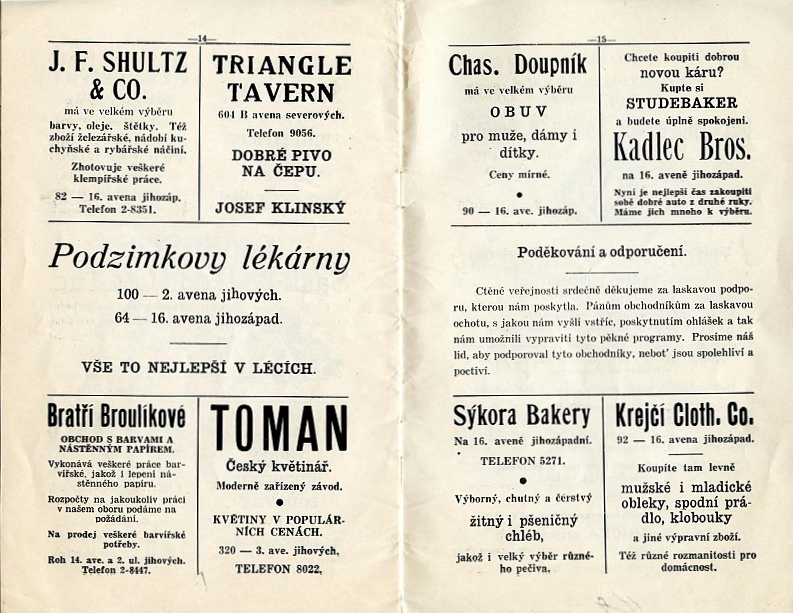 —14—
J. F. SHULTZ
& CO.
má ve velkém výběru
barvy, oleje, štětky. Též
zboží železářské, nádobí ku-
chyňské a rybářské náčiní.
Zhotovuje veškeré
klempířské práce.
82 — 16. avena jihozáp.
Telefon 2-8351.
TRIANGLE
TAVERN
604 B avena severových.
Telefon 9056.
DOBRÉ PIVO
NA ČEPU.
JOSEF KLINSKÝ
Podzimkovy lékárny
100 — 2. avena jihových.
64 — 16. avena jihozápad.
VŠE TO NEJLEPŠÍ V LÉCÍCH.
Bratří Broulíkové
OBCHOD S BARVAMI A
NÁSTĚNNÝM PAPÍREM.
Vykonává veškeré práce bar-
vířské, jakož i lepení ná-
stěnného papíru.
Rozpočty na jakoukoliv práci
v našem oboru podáme na
požádání.
Na prodej veškeré barvířské
potřeby.
Roh 14. ave. a 2. ul. jihových.
Telefon 2-8447.
TOMAN
Český květinář.
Moderně zařízený závod.
KVĚTINY V POPULÁR-
NÍCH CENÁCH.
320 — 3. ave. jihových,
TELEFON 8022,
—15—
Chas. Doupník
má ve velkém výběru
OBUV
pro muže, dámy i
dítky.
Ceny mírné.
90 — 16. ave. jihozáp.
Chcete koupiti dobrou
novou káru?
Kupte si
STUDEBAKER
a budete úplně spokojeni.
Kadlec Bros.
na 16. aveně jihozápad.
Nyní je nejlepší čas zakoupiti
sobě dobré auto z druhé ruky.
Máme jich mnoho k výběru.
Poděkování a odporučení.
Ctěné veřejnosti srdečně děkujeme za laskavou podpo-
ru, kterou nám poskytla. Pánům obchodníkům za laskavou
ochotu, s jakou nám vyšli vstříc, poskytnutím ohlášek a tak
nám umožnili vypraviti tyto pěkné programy. Prosíme náš
lid, aby podporoval tyto obchodníky, neboť jsou spolehliví a
poctiví.
Sýkora Bakery
Na 16. aveně jihozápadní.
TELEFON 5271.
Výborný, chutný a čerstvý
žitný i pšeničný
chléb,
jakož i velký výběr různé-
ho pečiva.
Krejčí Cloth. Co.
92 — 16. avena jihozápad.
Koupíte tam levně
mužské i mladické
obleky, spodní prá-
dlo, klobouky
a jiné výpravní zboží.
Též různé rozmanitosti pro
domácnost.